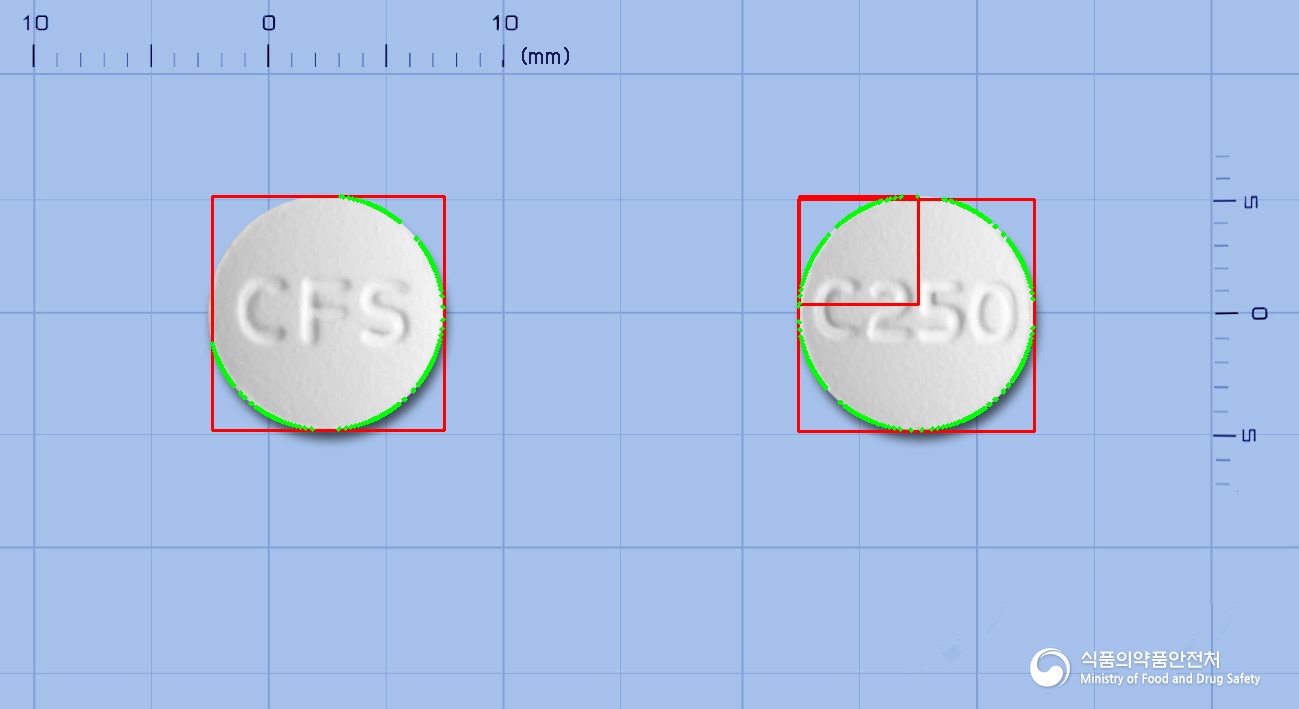 10 0 10
(mm)
CFS
C250
5
0
5
식품의약품안전처
Ministry of Food and Drug Safety